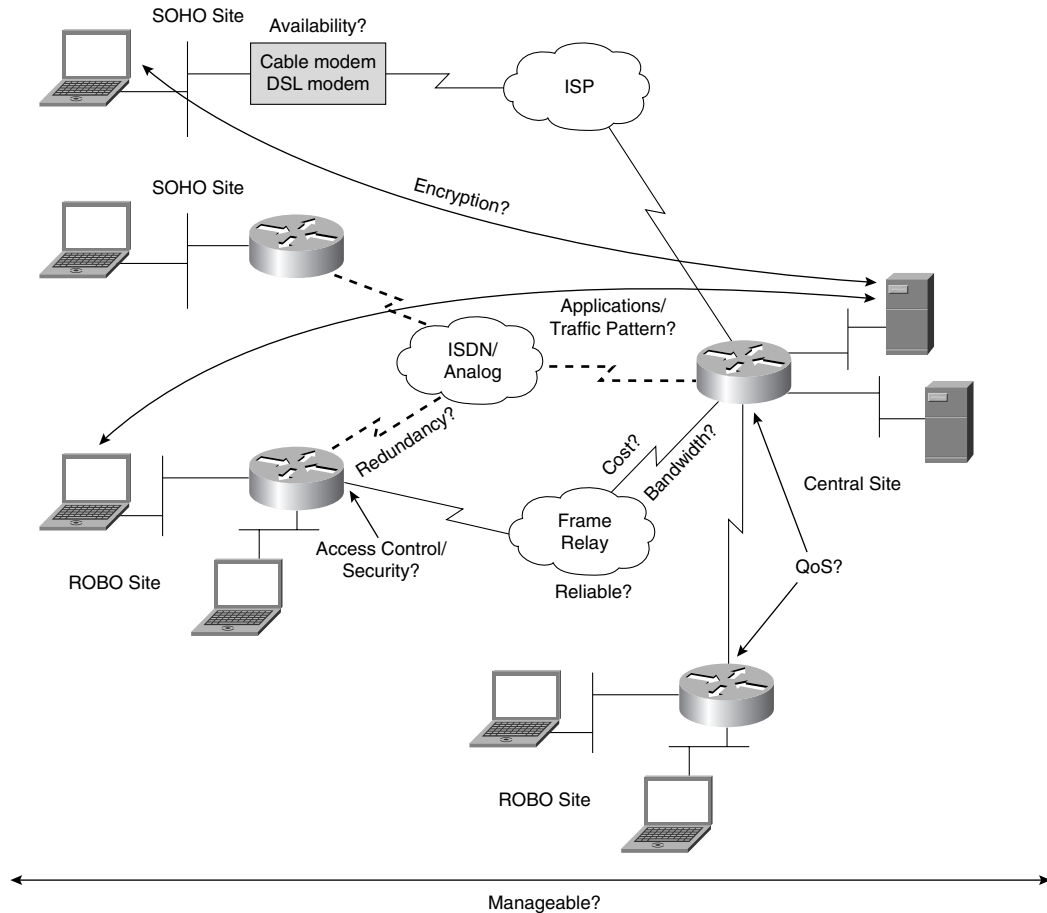 SOHO Site
Availability?
Cable modem
DSL modem
ISP
SOHO Site
Encryption?
Applications/
Traffic Pattern?
ISDN/
Analog
Redundancy?
Cost?
Bandwidth?
Central Site
Frame
Relay
Access Control/
Security?
QoS?
ROBO Site
Reliable?
ROBO Site
Manageable?